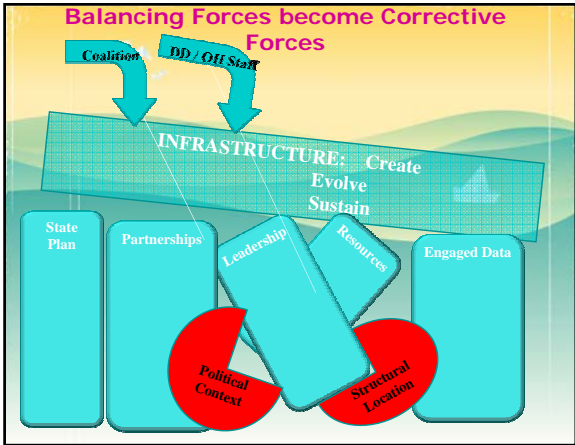 Balancing Forces become Corrective
Forces
Coalition
DD / OH Staff
INFRASTRUCTURE: Create
Evolve
Sustain
State
Plan
Partnerships
Leadership
Resources
Engaged Data
Political
Context
Structural
Location